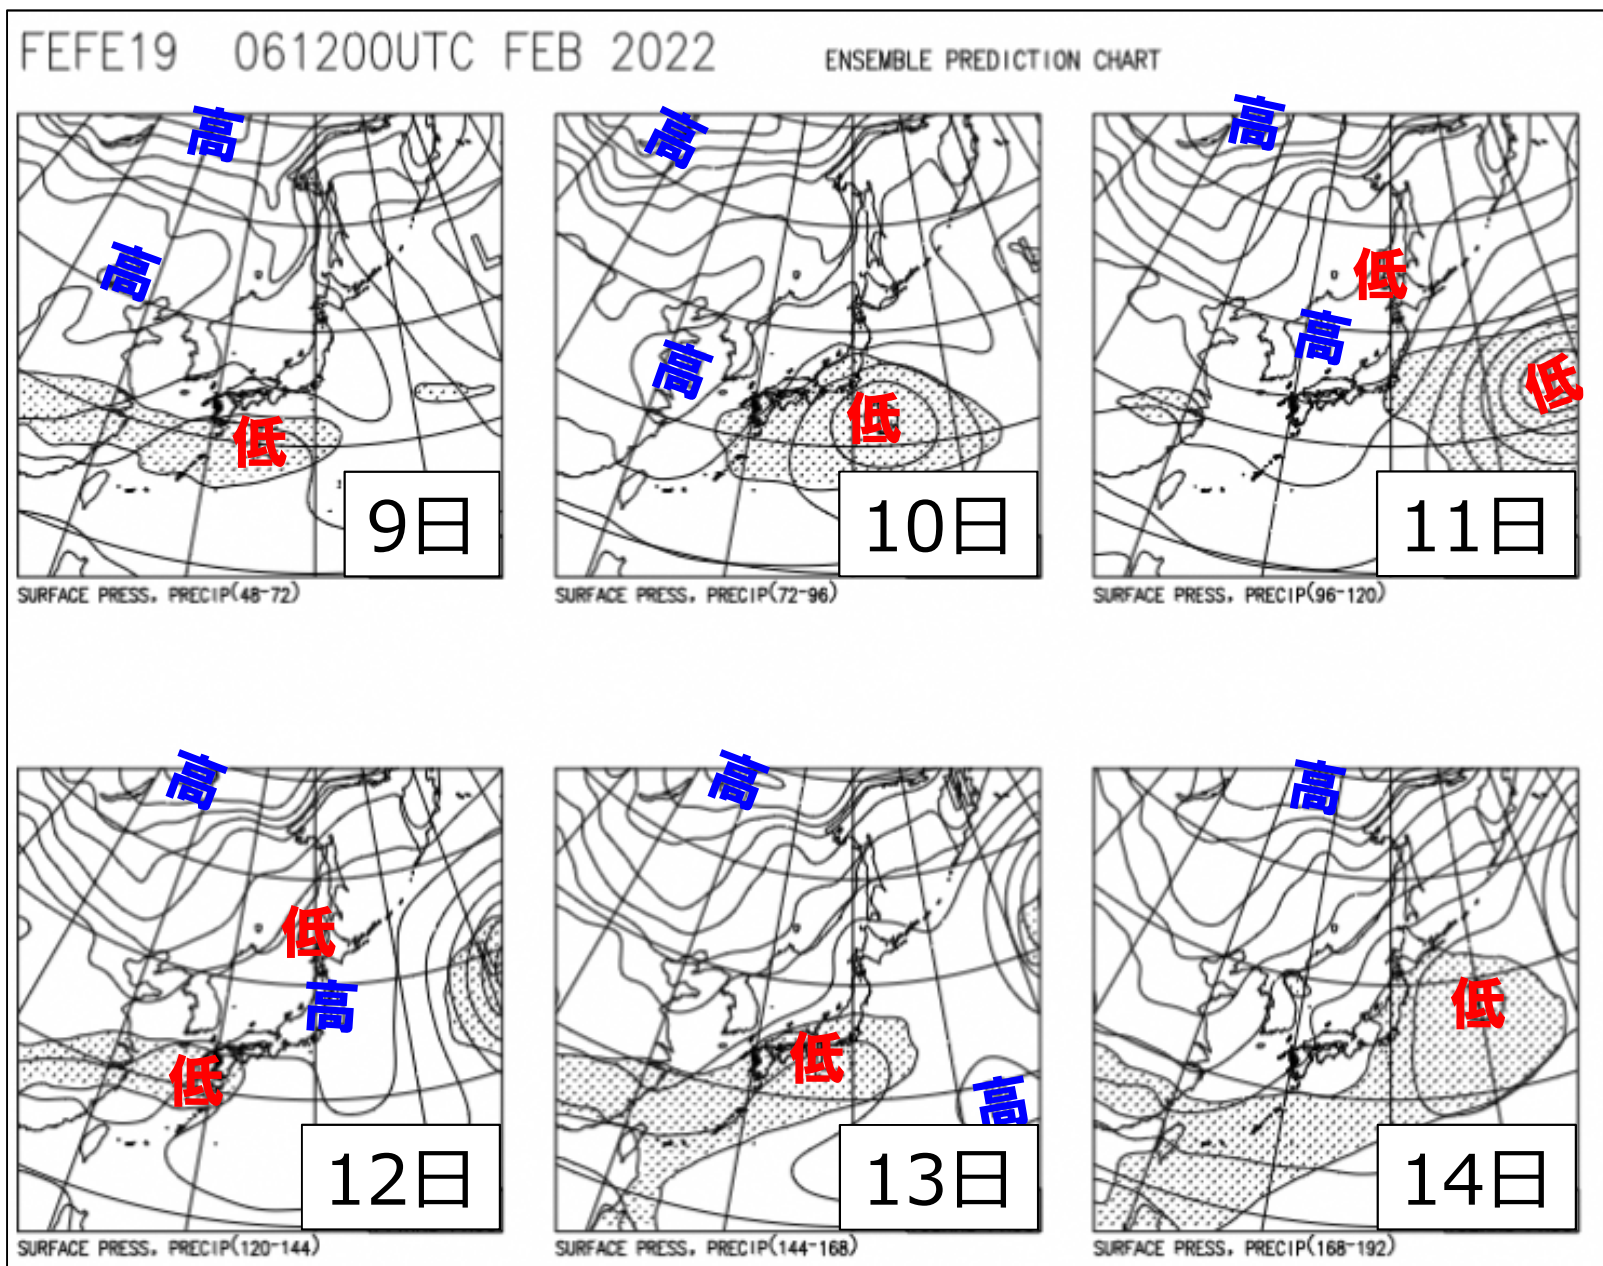 FEFE19 061200UTC FEB 2022 ENSEMBLE PREDICTION CHART
高
高
低
9日
SURFACE PRESS, PRECIP(48-72)
高
高
低
10日
SURFACE PRESS, PRECIP(72-96)
高
低
高
低
11日
SURFACE PRESS, PRECIP(96-120)
高
低
高
低
12日
SURFACE PRESS, PRECIP(120-144)
高
低
高
13日
SURFACE PRESS, PRECIP(144-168)
高
低
14日
SURFACE PRESS, PRECIP(168-192)